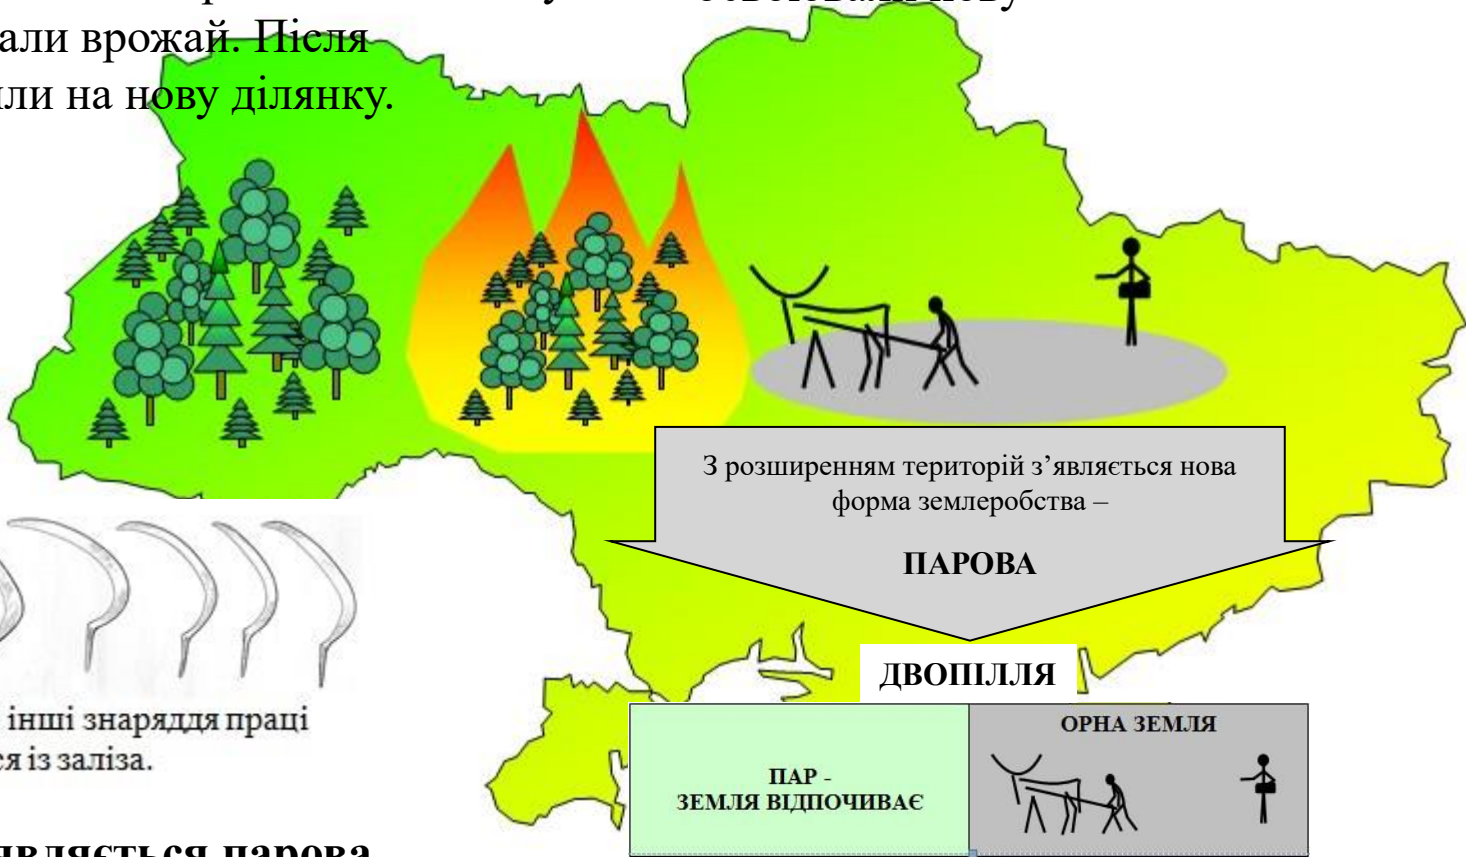 али врожай. Після
или на нову ділянку.
З розширенням територій з’являється нова
форма землеробства –
ПАРОВА
ДВОПІЛЛЯ
інші знаряддя праці
ся із заліза.
ПАР -
ЗЕМЛЯ ВІДПОЧИВАЄ
ОРНА ЗЕМЛЯ